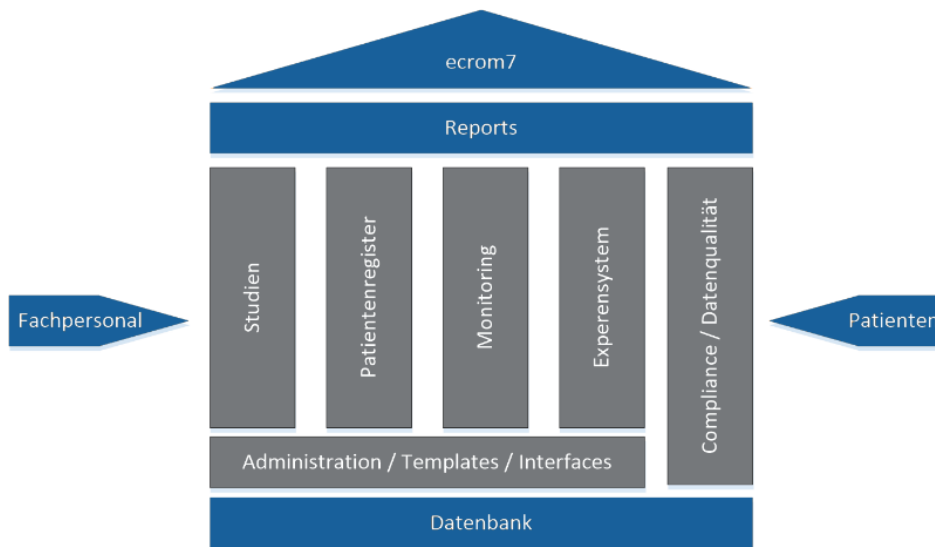 ecrom7
Reports
Studien
Patientenregister
Monitoring
Experensystem
Compliance / Datenqualität
Fachpersonal
Patienten
Administration / Templates / Interfaces
Datenbank